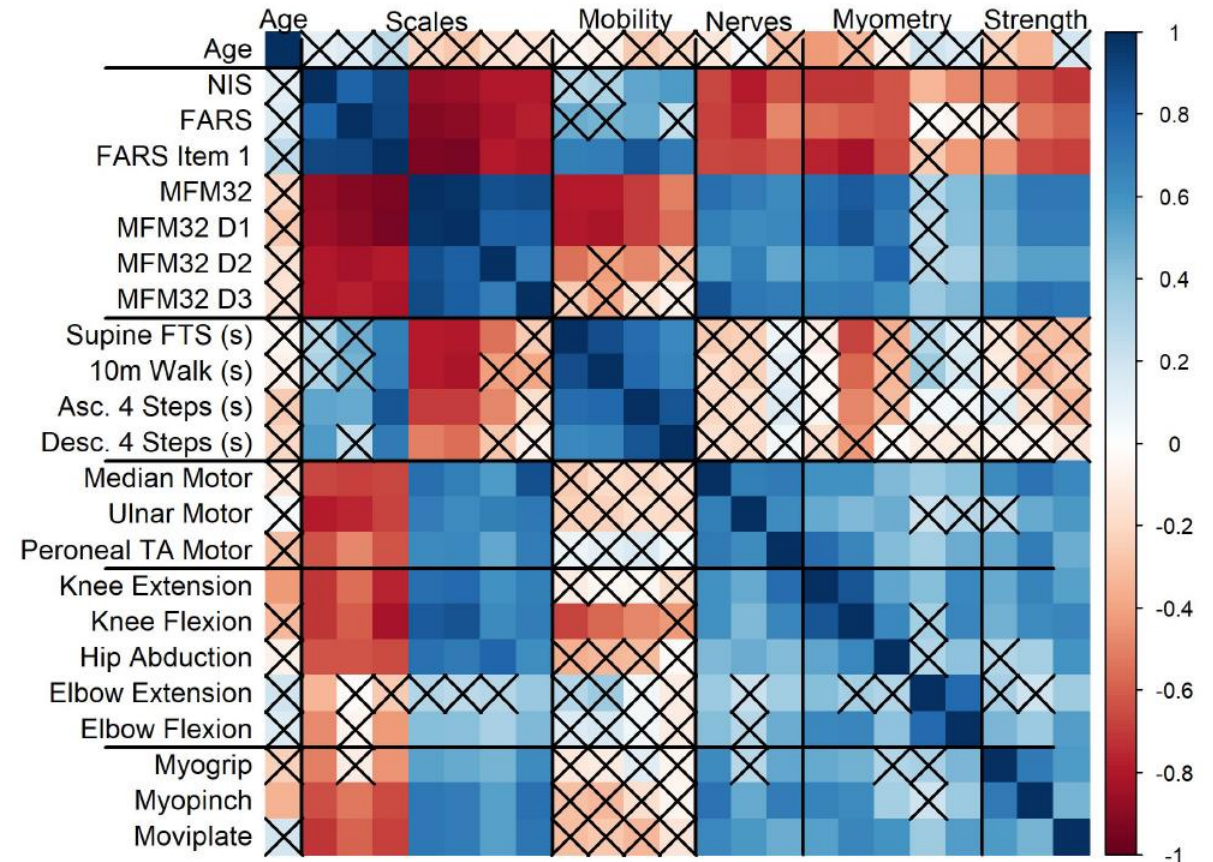 Age Scales Mobility Nerves Myometry Strength
Age
NIS
FARS
FARS Item 1
MFM32
MFM32 D1
MFM32 D2
MFM32 D3
Supine FTS (s)
10m Walk (s)
Asc. 4 Steps (s)
Desc. 4 Steps (s)
Median Motor
Ulnar Motor
Peroneal TA Motor
Knee Extension
Knee Flexion
Hip Abduction
Elbow Extension
Elbow Flexion
Myogrip
Myopinch
Moviplate
1
0.8
0.6
0.4
0.2
0
-0.2
-0.4
-0.6
-0.8
-1